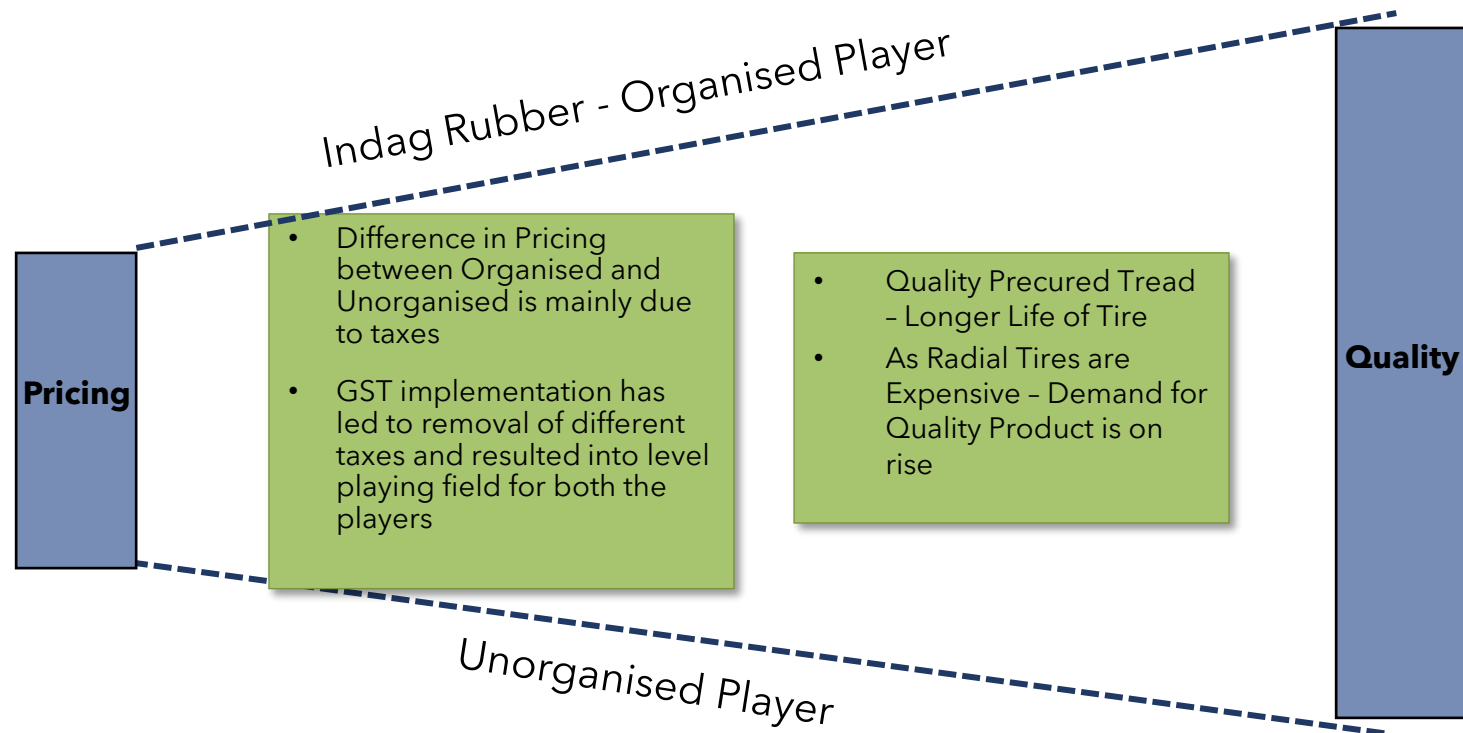 Indag Rubber - Organised Player
Pricing
• Difference in Pricing
between Organised and
Unorganised is mainly due
to taxes
• GST implementation has
led to removal of different
taxes and resulted into level
playing field for both the
players
• Quality Precured Tread
– Longer Life of Tire
• As Radial Tires are
Expensive – Demand for
Quality Product is on
rise
Quality
Unorganised Player